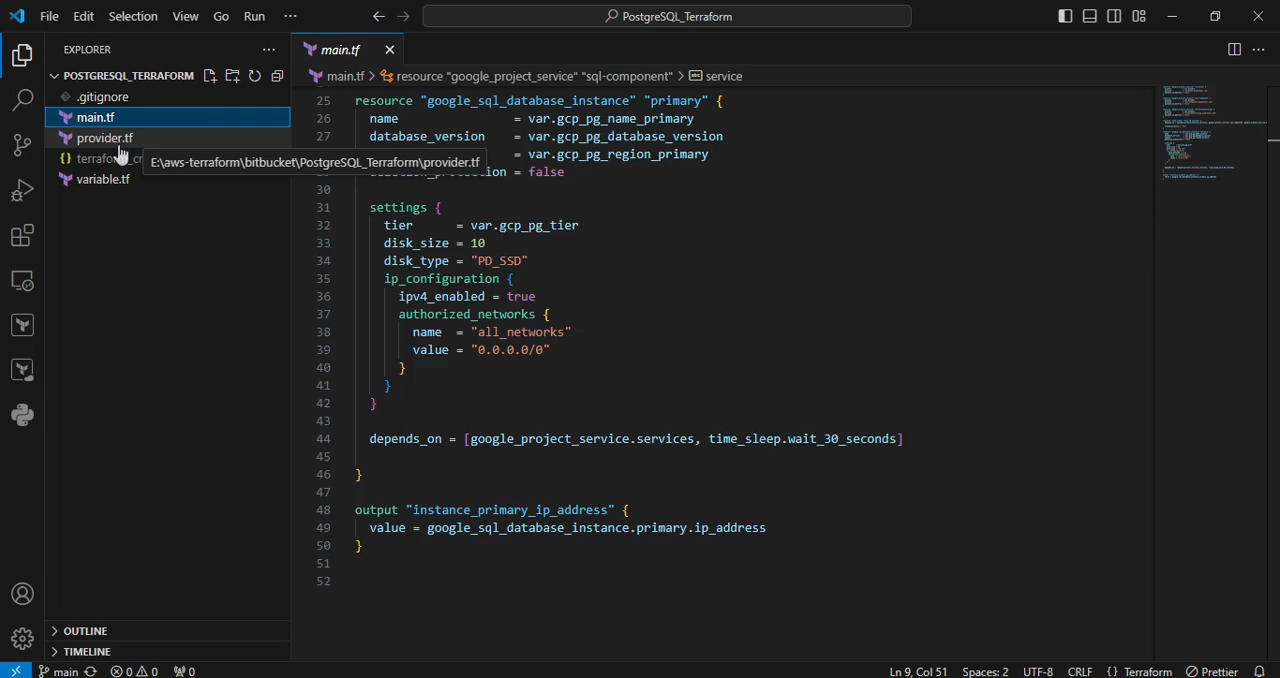 File Edit Selection View Go Run ···
PostgreSQL_Terraform
EXPLORER
main.tf
POSTGRESQL_TERRAFORM
main.tf > resource "google_project_service" "sql-component" > service
.gitignore
main.tf
provider.tf
E:\aws-terraform\bitbucket\PostgreSQL_Terraform\provider.tf
variable.tf
25 resource "google_sql_database_instance" "primary" {
26 name = var.gcp_pg_name_primary
27 database_version = var.gcp_pg_database_version
= var.gcp_pg_region_primary
= false
30
31 settings {
32 tier = var.gcp_pg_tier
33 disk_size = 10
34 disk_type = "PD_SSD"
35 ip_configuration {
36 ipv4_enabled = true
37 authorized_networks {
38 name = "all_networks"
39 value = "0.0.0.0/0"
40 }
41 }
42 }
43
44 depends_on = [google_project_service.services, time_sleep.wait_30_seconds]
45
46 }
47
48 output "instance_primary_ip_address" {
49 value = google_sql_database_instance.primary.ip_address
50 }
51
52
OUTLINE
TIMELINE
main 0 0 0 Ln 9, Col 51 Spaces: 2 UTF-8 CRLF {} Terraform Prettier